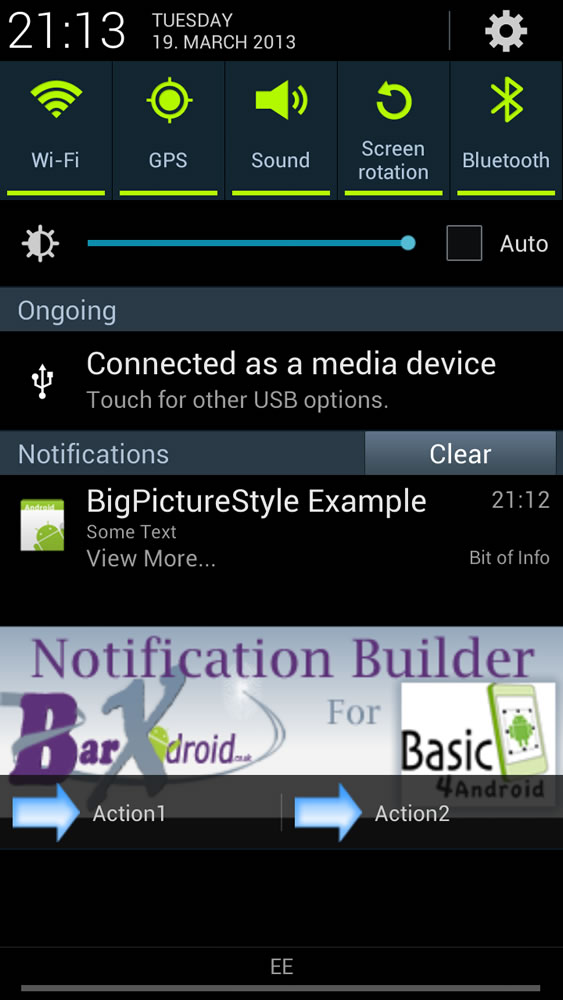 21:13
TUESDAY
19. MARCH 2013
Wi-Fi
GPS
Sound
Screen
rotation
Bluetooth
Auto
Ongoing
Connected as a media device
Touch for other USB options.
Notifications
Clear
Android
BigPictureStyle Example
21:12
Some Text
View More...
Bit of Info
Notification Builder
BarXdroid.co.uk
For
Basic
4Android
Action1
Action2
EE